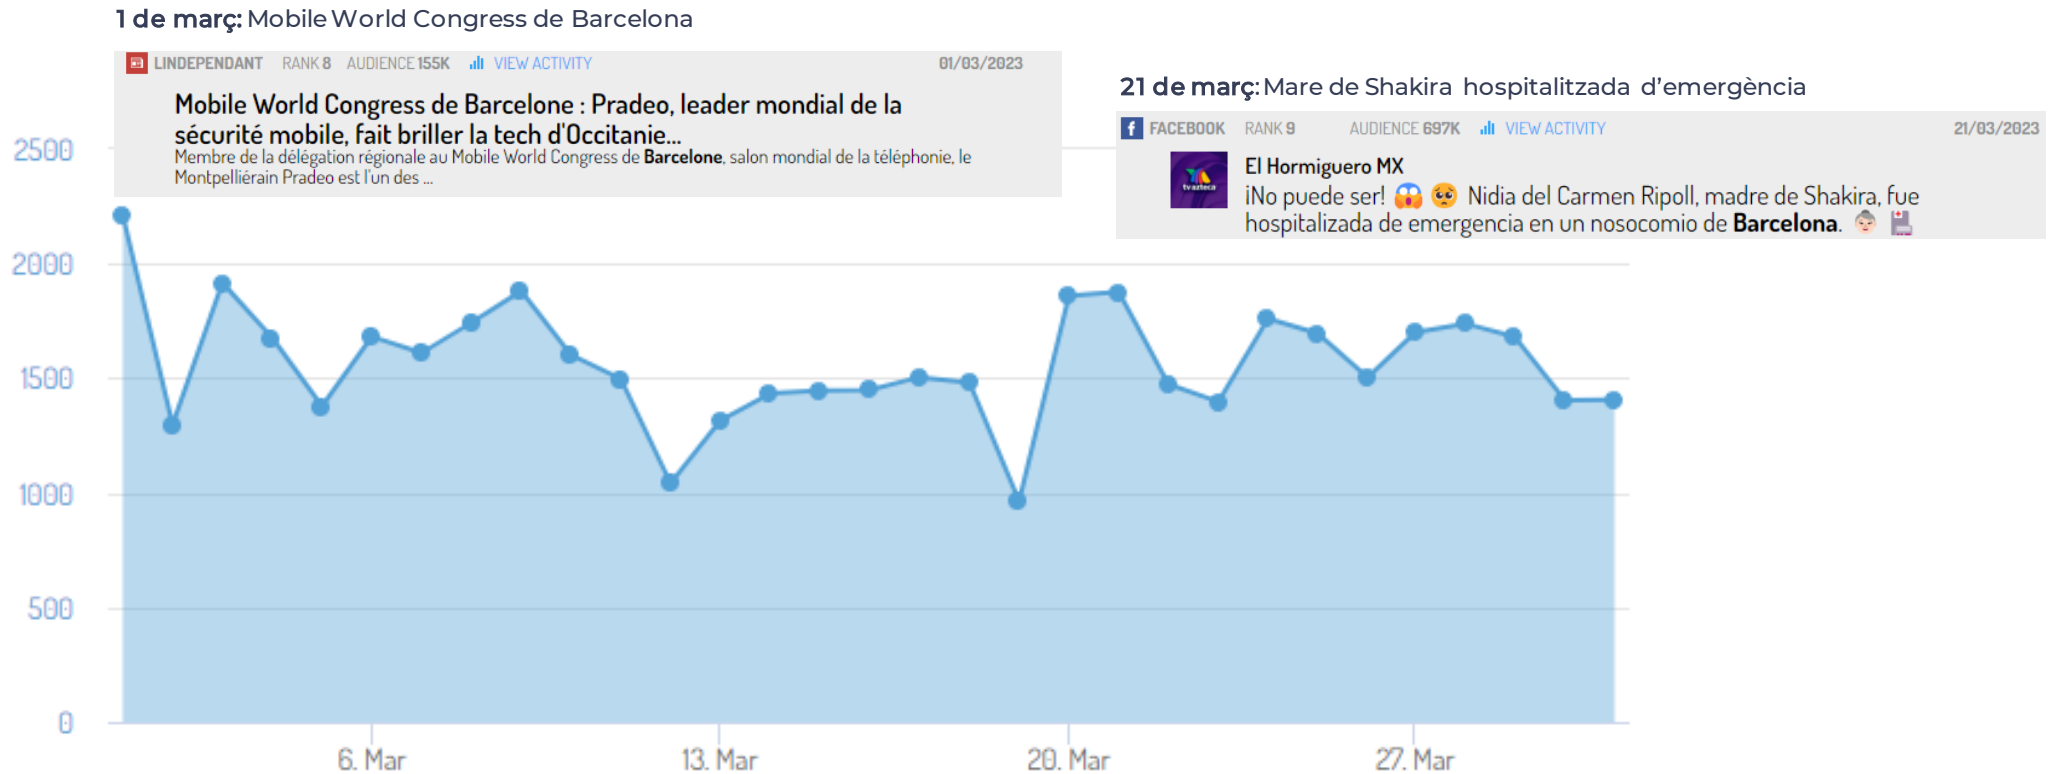 1 de març: Mobile World Congress de Barcelona
LINDEPENDANT RANK 8 AUDIENCE 155K VIEW ACTIVITY 01/03/2023
Mobile World Congress de Barcelone : Pradeo, leader mondial de la
sécurité mobile, fait briller la tech d'Occitanie...
Membre de la délégation régionale au Mobile World Congress de Barcelone, salon mondial de la téléphonie, le
Montpelliérain Pradeo est l'un des ...
21 de març: Mare de Shakira hospitalitzada d’emergència
FACEBOOK RANK 9 AUDIENCE 697K VIEW ACTIVITY 21/03/2023
tv azteca
El Hormiguero MX
¡No puede ser! 😱 🥺 Nidia del Carmen Ripoll, madre de Shakira, fue
hospitalizada de emergencia en un nosocomio de Barcelona. 👵🏻 🏥
2500
2000
1500
1000
500
0
6. Mar 13. Mar 20. Mar 27. Mar